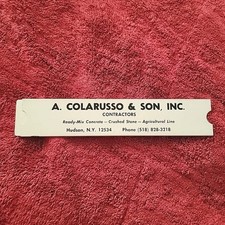 A. COLARUSSO & SON, INC.
CONTRACTORS
Ready-Mix Concrete — Crushed Stone — Agricultural Lime
Hudson, N.Y. 12534 Phone (518) 828-3218